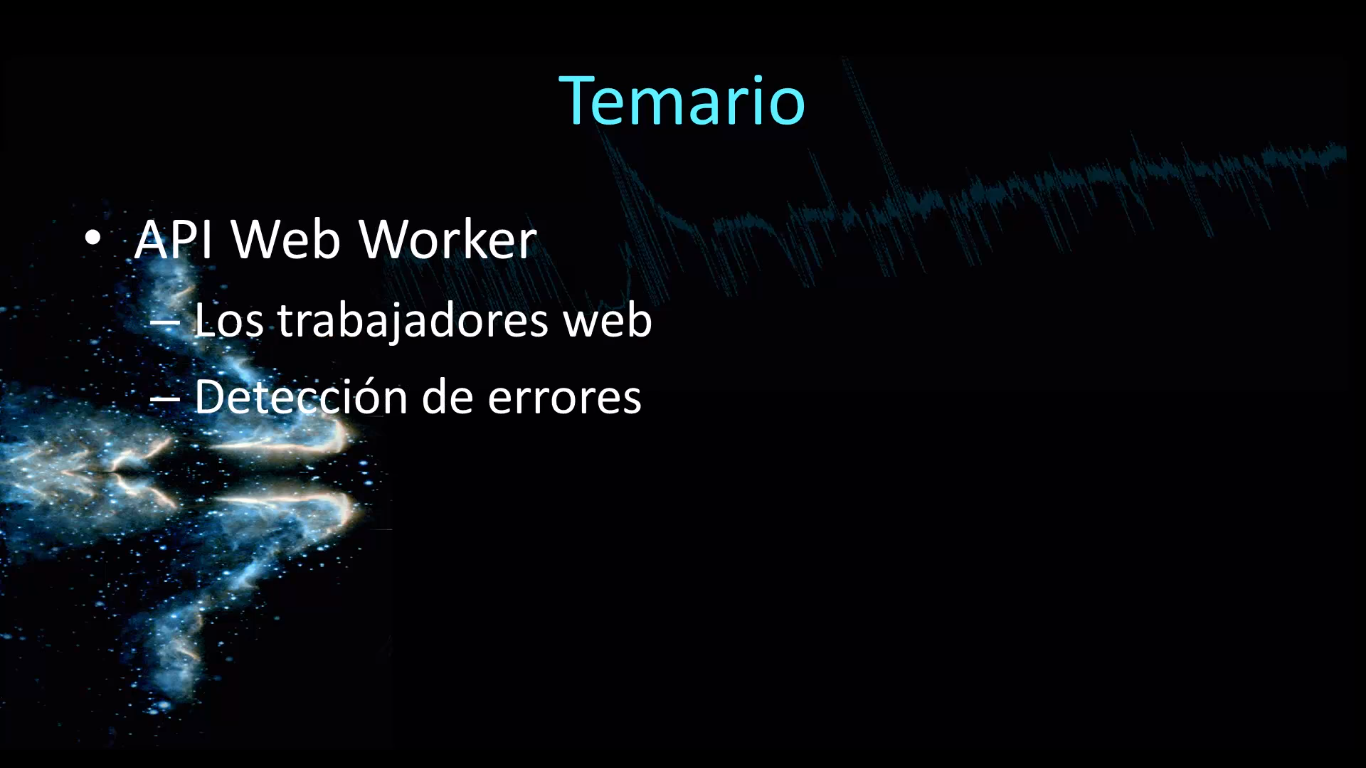 Temario
• API Web Worker
– Los trabajadores web
– Detección de errores